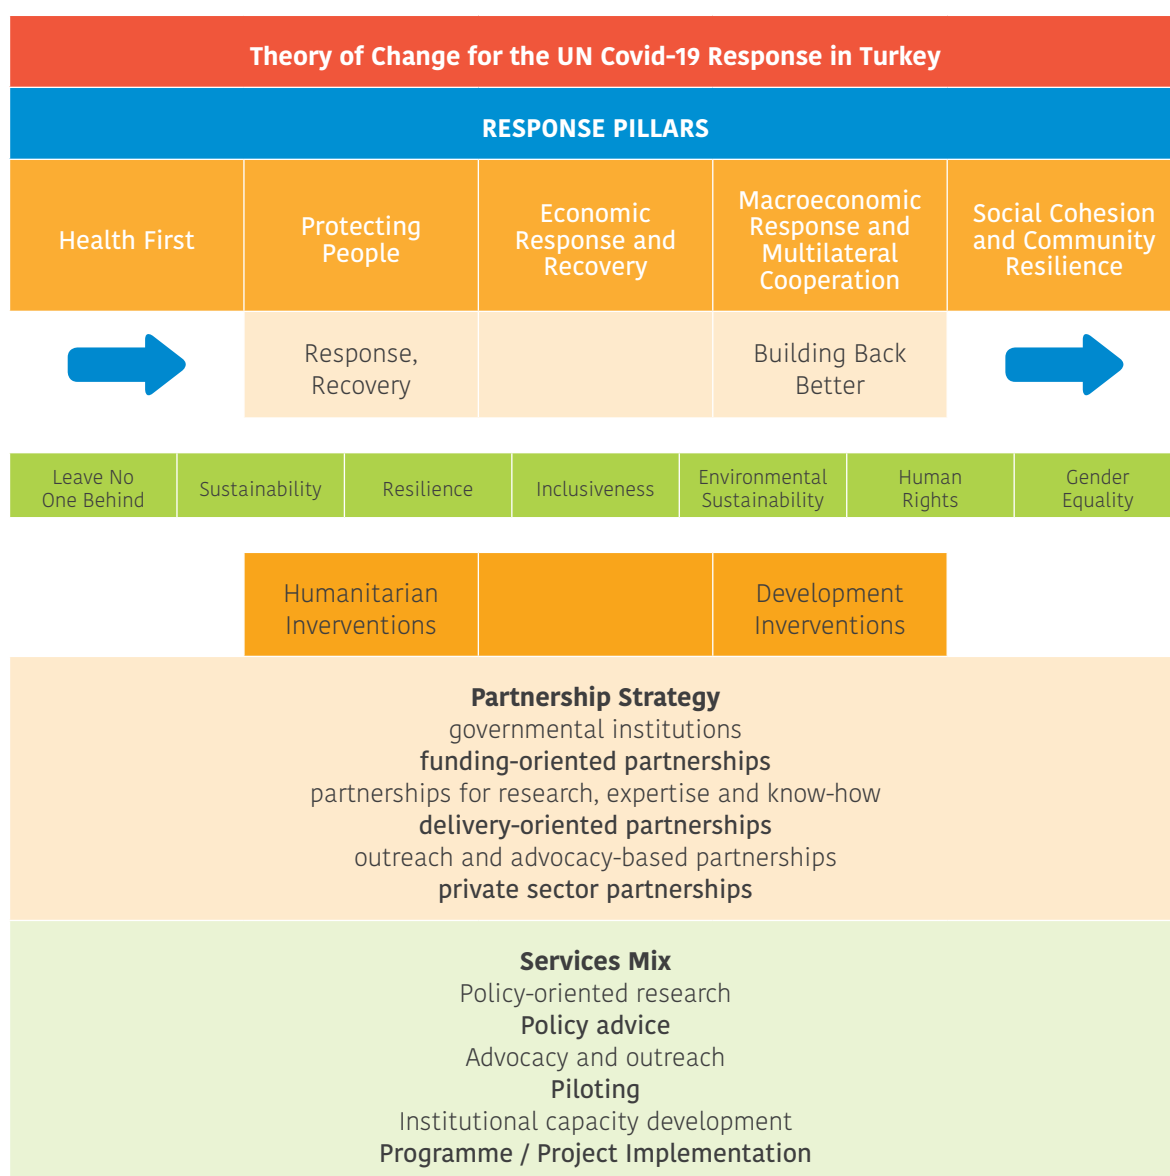 Theory of Change for the UN Covid-19 Response in Turkey
RESPONSE PILLARS
Health First
Protecting
People
Economic
Response and
Recovery
Macroeconomic
Response and
Multilateral
Cooperation
Social Cohesion
and Community
Resilience
Response,
Recovery
Building Back
Better
Leave No
One Behind
Sustainability
Resilience
Inclusiveness
Environmental
Sustainability
Human
Rights
Gender
Equality
Humanitarian
Inverventions
Development
Inverventions
Partnership Strategy
governmental institutions
funding-oriented partnerships
partnerships for research, expertise and know-how
delivery-oriented partnerships
outreach and advocacy-based partnerships
private sector partnerships
Services Mix
Policy-oriented research
Policy advice
Advocacy and outreach
Piloting
Institutional capacity development
Programme / Project Implementation